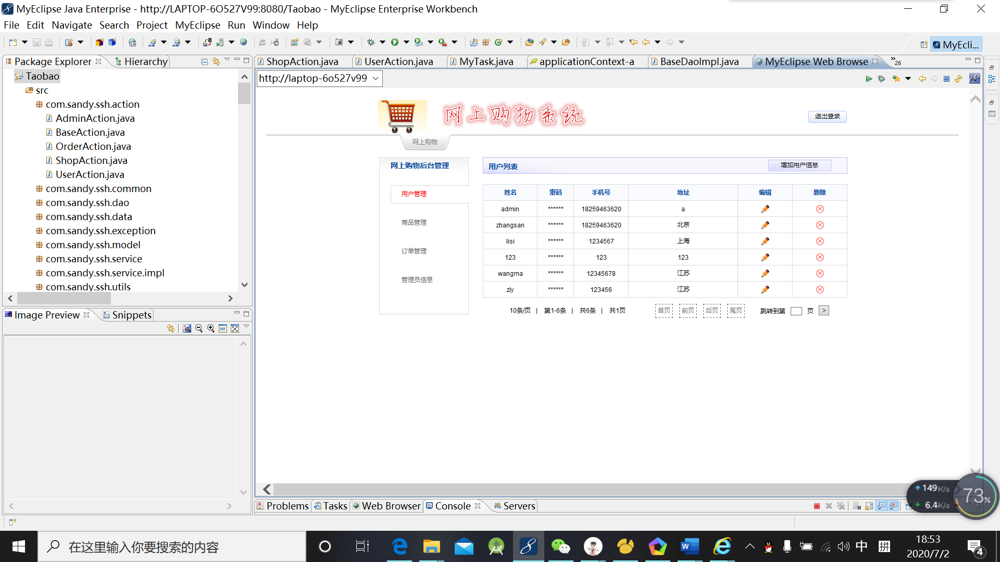 MyEclipse Java Enterprise - http://LAPTOP-6O527V99:8080/Taobao - MyEclipse Enterprise Workbench
File Edit Navigate Search Project MyEclipse Run Window Help
MyEcli...
Package Explorer
Hierarchy
Taobao
src
com.sandy.ssh.action
AdminAction.java
BaseAction.java
OrderAction.java
ShopAction.java
UserAction.java
com.sandy.ssh.common
com.sandy.ssh.dao
com.sandy.ssh.data
com.sandy.ssh.exception
com.sandy.ssh.model
com.sandy.ssh.service
com.sandy.ssh.service.impl
com.sandy.ssh.utils
Image Preview
Snippets
ShopAction.java UserAction.java MyTask.java applicationContext-a BaseDaoImpl.java MyEclipse Web Browse »26
http://laptop-6o527v99
网上购物系统
退出登录
网上购物
网上购物后台管理
用户管理
商品管理
订单管理
管理员信息
用户列表
增加用户信息
姓名 密码 手机号 地址 编辑 删除
admin ****** 18259463620 a
zhangsan ****** 18259463620 北京
lisi ****** 1234567 上海
123 ****** 123 123
wangma ****** 12345678 江苏
zly ****** 123456 江苏
10条/页 | 第1-6条 | 共6条 | 共1页 首页 前页 后页 尾页 跳转到第 页 >
Problems Tasks Web Browser Console Servers
149K/s
6.4K/s
73%
在这里输入你要搜索的内容
中
拼
18:53
2020/7/2
4